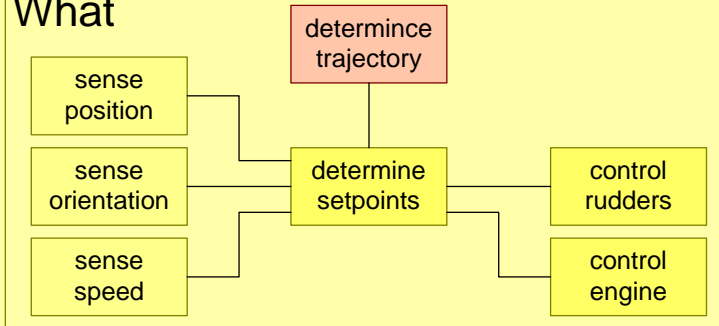 What
determince
trajectory
sense
position
sense
orientation
determine
setpoints
control
rudders
sense
speed
control
engine